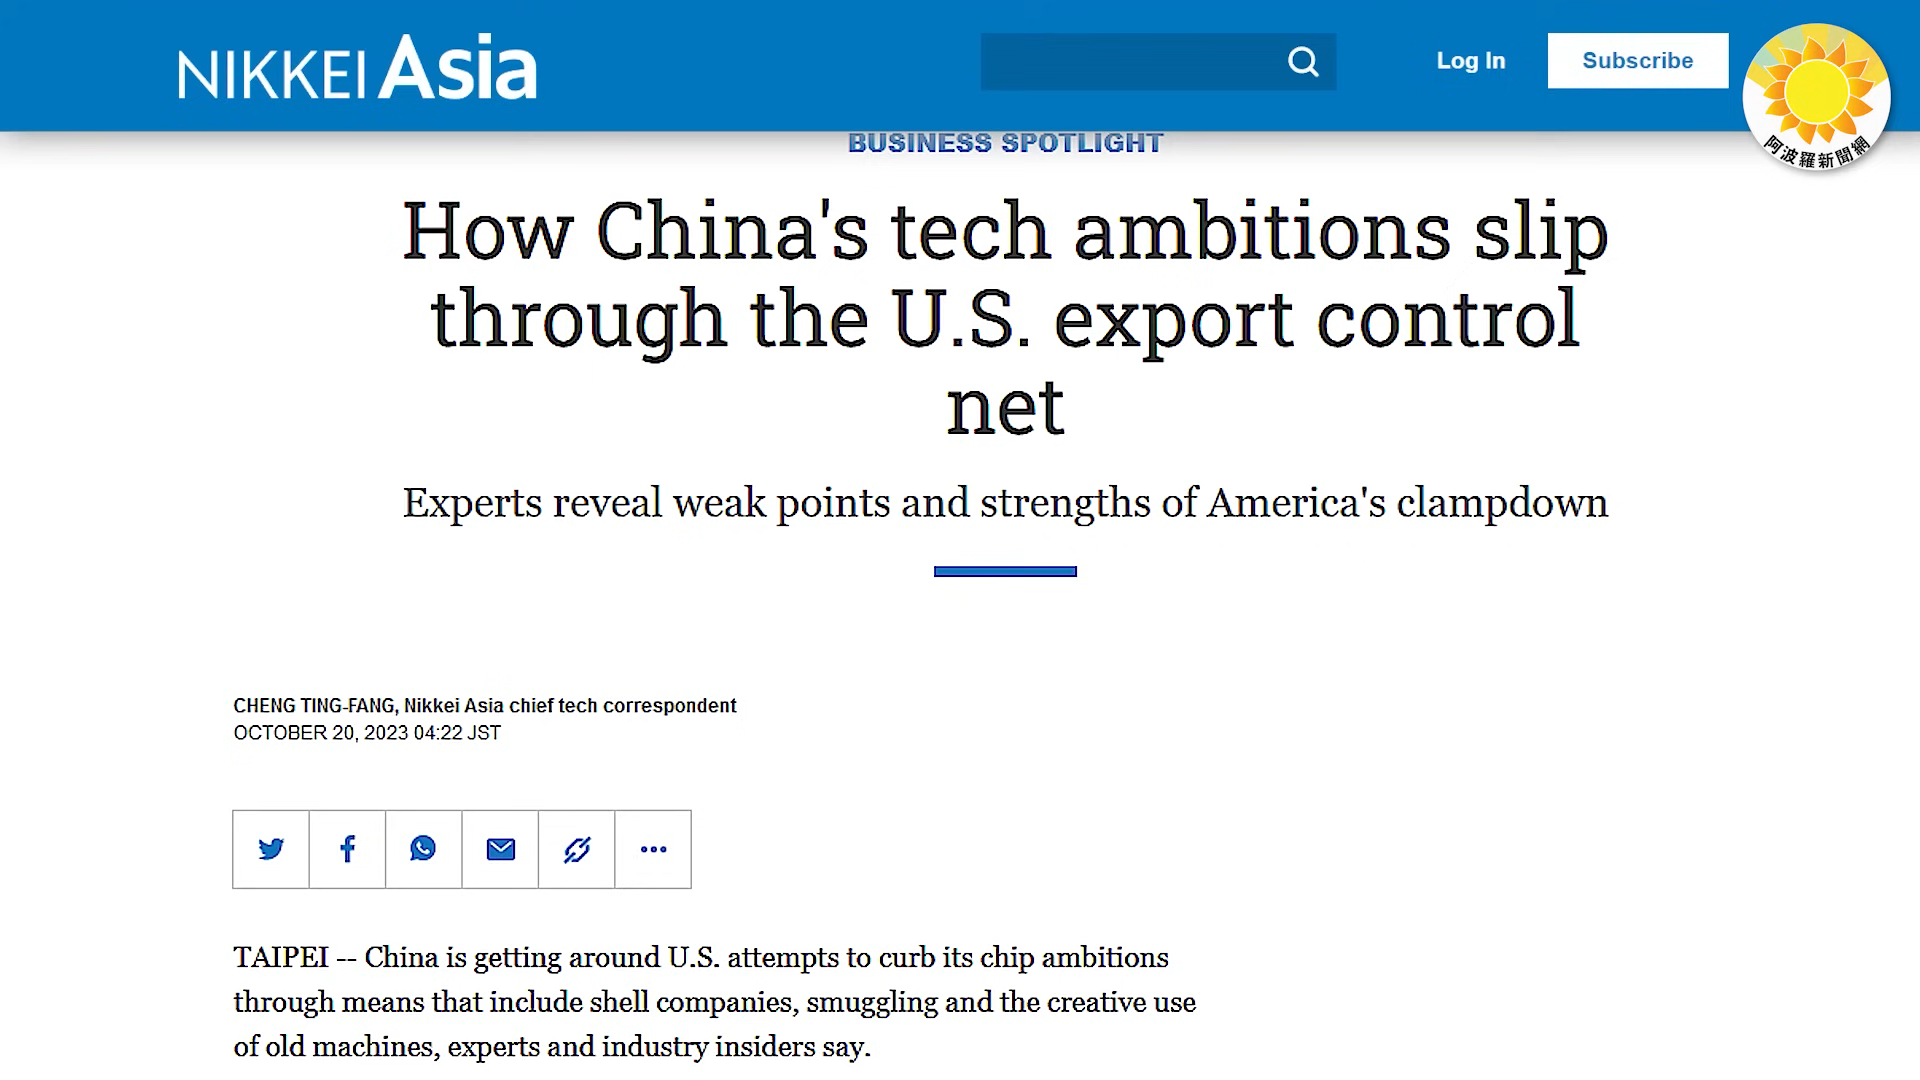 NIKKEI Asia
Log In
Subscribe
阿波羅新聞網
BUSINESS SPOTLIGHT
How China's tech ambitions slip
through the U.S. export control
net
Experts reveal weak points and strengths of America's clampdown
CHENG TING-FANG, Nikkei Asia chief tech correspondent
OCTOBER 20, 2023 04:22 JST
TAIPEI -- China is getting around U.S. attempts to curb its chip ambitions
through means that include shell companies, smuggling and the creative use
of old machines, experts and industry insiders say.